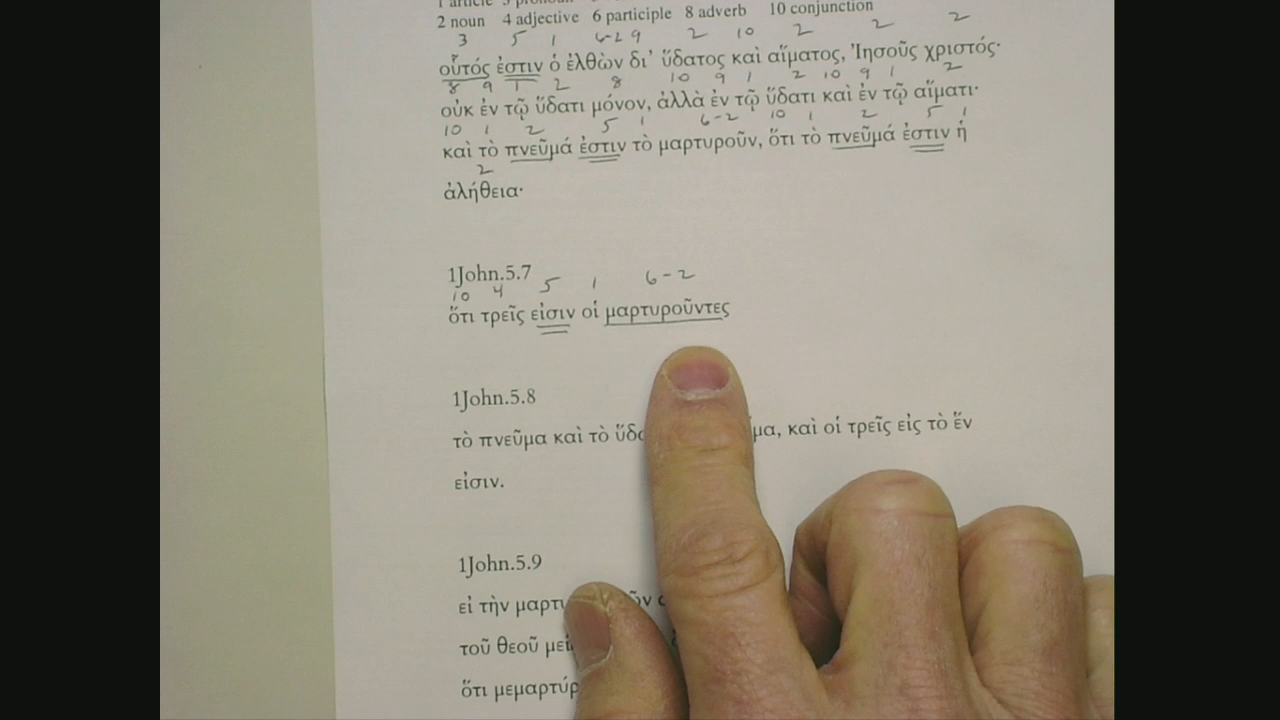 2 noun 4 adjective 6 participle 8 adverb 10 conjunction
3 5 1 6-2 9 2 10 2 2 2
οὗτός ἐστιν ὁ ἐλθὼν δι’ ὕδατος καὶ αἵματος, Ἰησοῦς χριστός·
8 9 1 2 8 10 9 1 2 10 9 1 2
οὐκ ἐν τῷ ὕδατι μόνον, ἀλλὰ ἐν τῷ ὕδατι καὶ ἐν τῷ αἵματι·
10 1 2 5 1 6-2 10 1 2 5 1
καὶ τὸ πνεῦμά ἐστιν τὸ μαρτυροῦν, ὅτι τὸ πνεῦμά ἐστιν ἡ
2
ἀλήθεια·
1John.5.7
10 4 5 1 6-2
ὅτι τρεῖς εἰσιν οἱ μαρτυροῦντες
1John.5.8
τὸ πνεῦμα καὶ τὸ καὶ οἱ τρεῖς εἰς τὸ ἕν
εἰσιν.
1John.5.9
εἰ τὴν
τοῦ θεοῦ
ὅτι